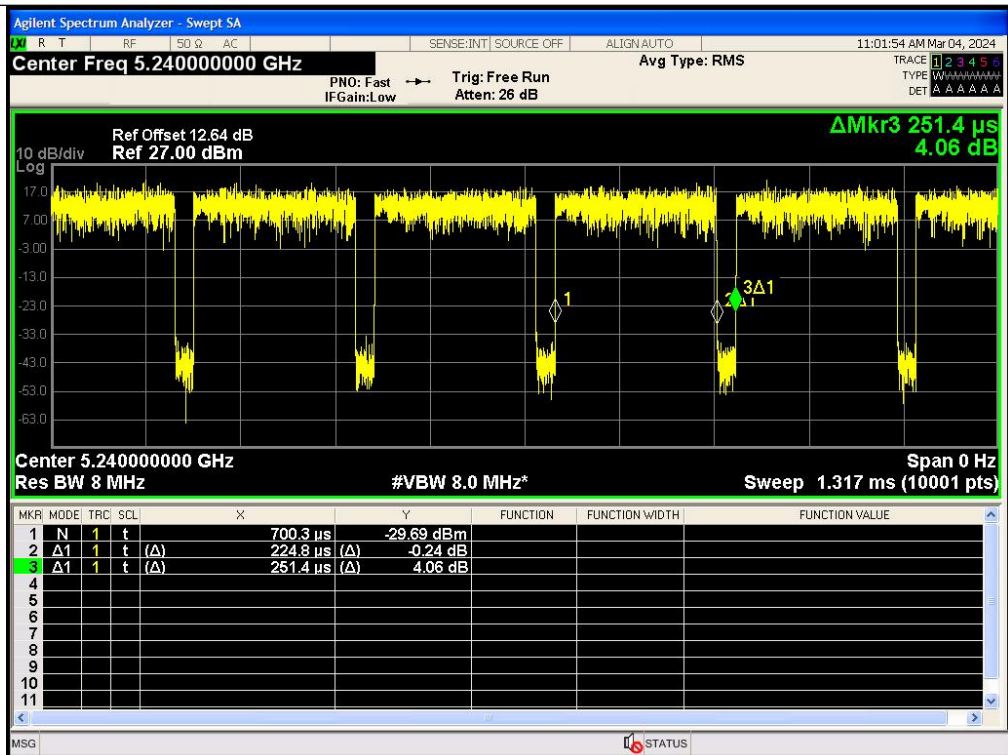 Agilent Spectrum Analyzer - Swept SA
LXI R T RF 50 Ω AC SENSE:INT SOURCE OFF ALIGN AUTO 11:01:54 AM Mar 04, 2024
Center Freq 5.240000000 GHz
Avg Type: RMS
TRACE 1 2 3 4 5 6
PNO: Fast
Trig: Free Run
TYPE WWWWWW
IFGain:Low
Atten: 26 dB
DET A A A A A A
ΔMkr3 251.4 µs
4.06 dB
Ref Offset 12.64 dB
10 dB/div Ref 27.00 dBm
Log
17.0
7.00
-3.00
-13.0
-23.0
-33.0
-43.0
-53.0
-63.0
1
3Δ1
Center 5.240000000 GHz Span 0 Hz
Res BW 8 MHz #VBW 8.0 MHz* Sweep 1.317 ms (10001 pts)
MKR MODE TRC SCL X Y FUNCTION FUNCTION WIDTH FUNCTION VALUE
1 N 1 t 700.3 µs -29.69 dBm
2 Δ1 1 t (Δ) 224.8 µs (Δ) -0.24 dB
3 Δ1 1 t (Δ) 251.4 µs (Δ) 4.06 dB
4
5
6
7
8
9
10
11
MSG STATUS